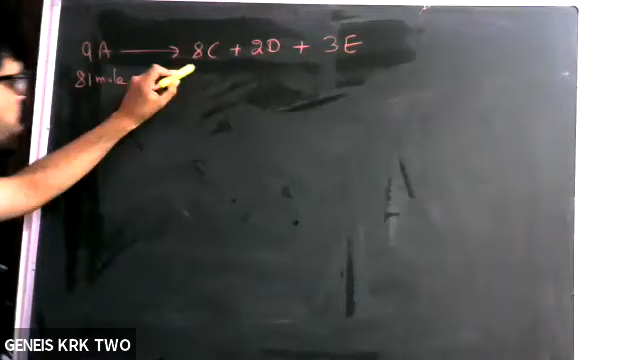 9A ⟶ 8C + 2D + 3E
81 mole
GENEIS KRK TWO